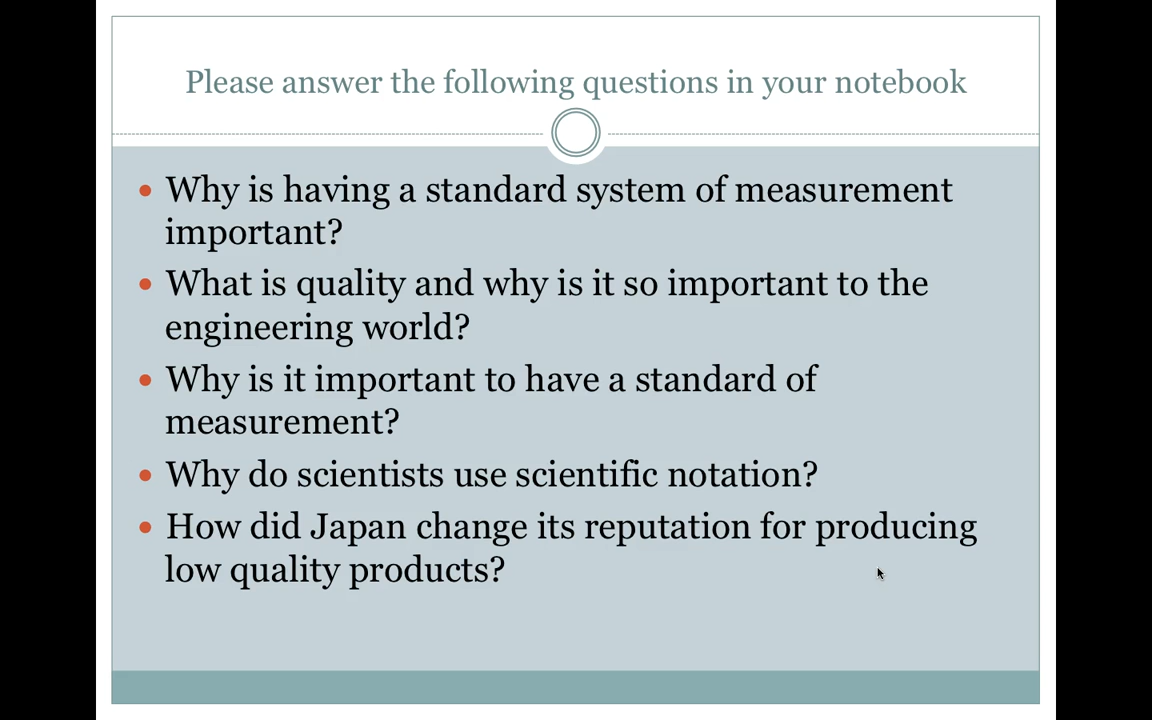 Please answer the following questions in your notebook
• Why is having a standard system of measurement
important?
• What is quality and why is it so important to the
engineering world?
• Why is it important to have a standard of
measurement?
• Why do scientists use scientific notation?
• How did Japan change its reputation for producing
low quality products?